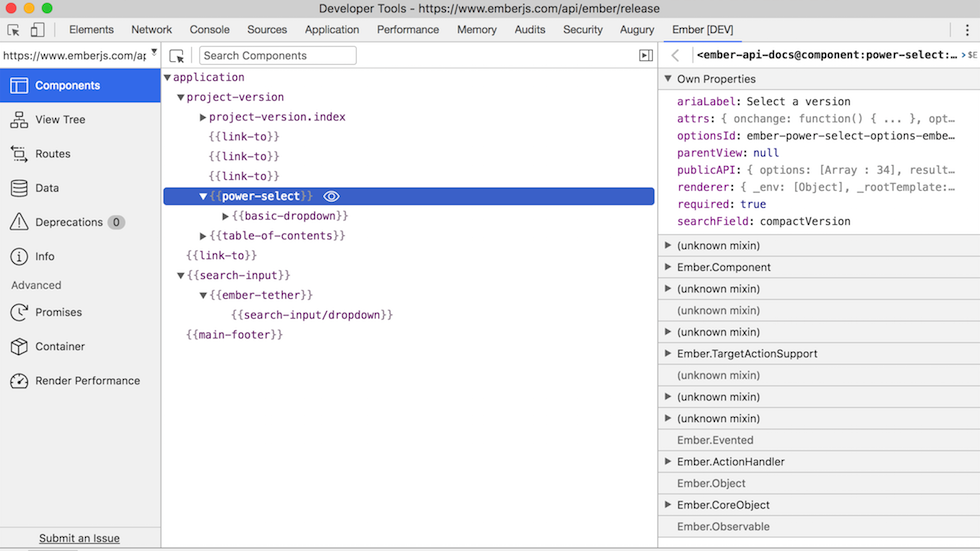 Developer Tools - https://www.emberjs.com/api/ember/release
Elements Network Console Sources Application Performance Memory Audits Security Augury Ember [DEV]
https://www.emberjs.com/ap
Search Components
<ember-api-docs@component:power-select:… $E
Components
View Tree
Routes
Data
Deprecations 0
Info
Advanced
Promises
Container
Render Performance
Submit an Issue
application
project-version
project-version.index
{{link-to}}
{{link-to}}
{{link-to}}
{{power-select}}
{{basic-dropdown}}
{{table-of-contents}}
{{link-to}}
{{search-input}}
{{ember-tether}}
{{search-input/dropdown}}
{{main-footer}}
Own Properties
ariaLabel: Select a version
attrs: { onchange: function() { ... }, opt…
optionsId: ember-power-select-options-embe…
parentView: null
publicAPI: { options: [Array : 34], result…
renderer: { _env: [Object], _rootTemplate:…
required: true
searchField: compactVersion
(unknown mixin)
Ember.Component
(unknown mixin)
(unknown mixin)
(unknown mixin)
Ember.TargetActionSupport
(unknown mixin)
(unknown mixin)
(unknown mixin)
Ember.Evented
Ember.ActionHandler
Ember.Object
Ember.CoreObject
Ember.Observable